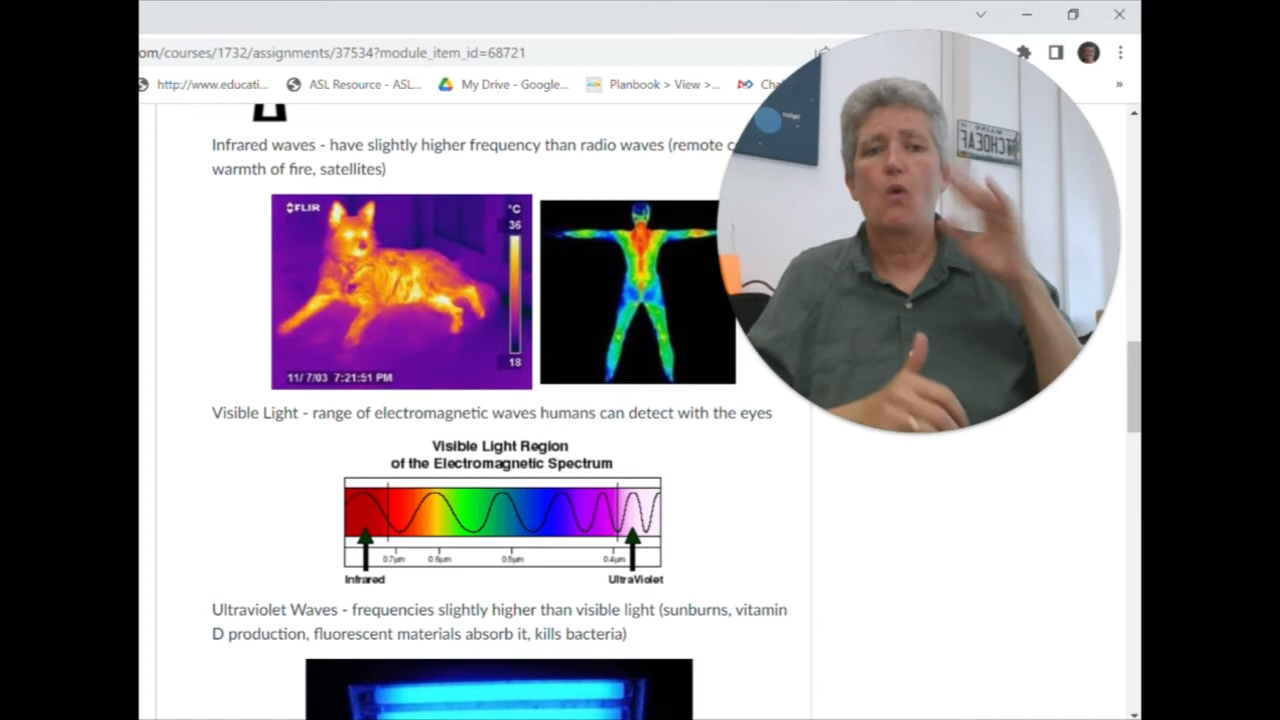 om/courses/1732/assignments/37534?module_item_id=68721
http://www.educati... ASL Resource - ASL... My Drive - Google... Planbook > View >... Cha »
Infrared waves - have slightly higher frequency than radio waves (remote c
warmth of fire, satellites)
FLIR
°C
36
18
11/ 7/03 7:21:51 PM
Visible Light - range of electromagnetic waves humans can detect with the eyes
Visible Light Region
of the Electromagnetic Spectrum
0.7µm 0.6µm 0.5µm 0.4µm
Infrared UltraViolet
Ultraviolet Waves - frequencies slightly higher than visible light (sunburns, vitamin
D production, fluorescent materials absorb it, kills bacteria)